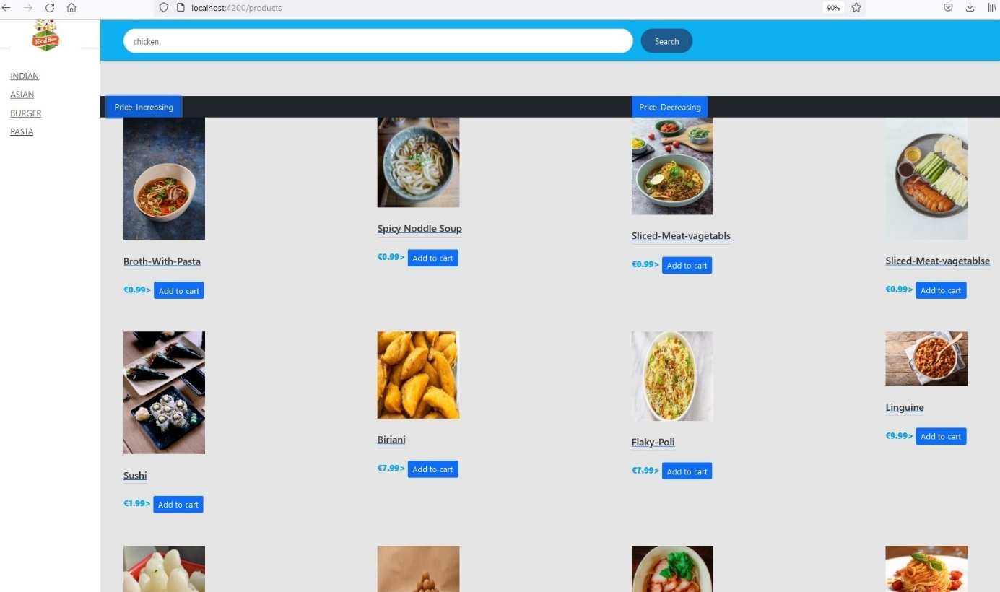 localhost:4200/products
90%
FoodBox
chicken
Search
INDIAN
ASIAN
BURGER
PASTA
Price-Increasing
Price-Decreasing
Broth-With-Pasta
€0.99>
Add to cart
Spicy Noddle Soup
€0.99>
Add to cart
Sliced-Meat-vagetabls
€0.99>
Add to cart
Sliced-Meat-vagetablse
€0.99>
Add to cart
Sushi
€1.99>
Add to cart
Biriani
€7.99>
Add to cart
Flaky-Poli
€7.99>
Add to cart
Linguine
€9.99>
Add to cart